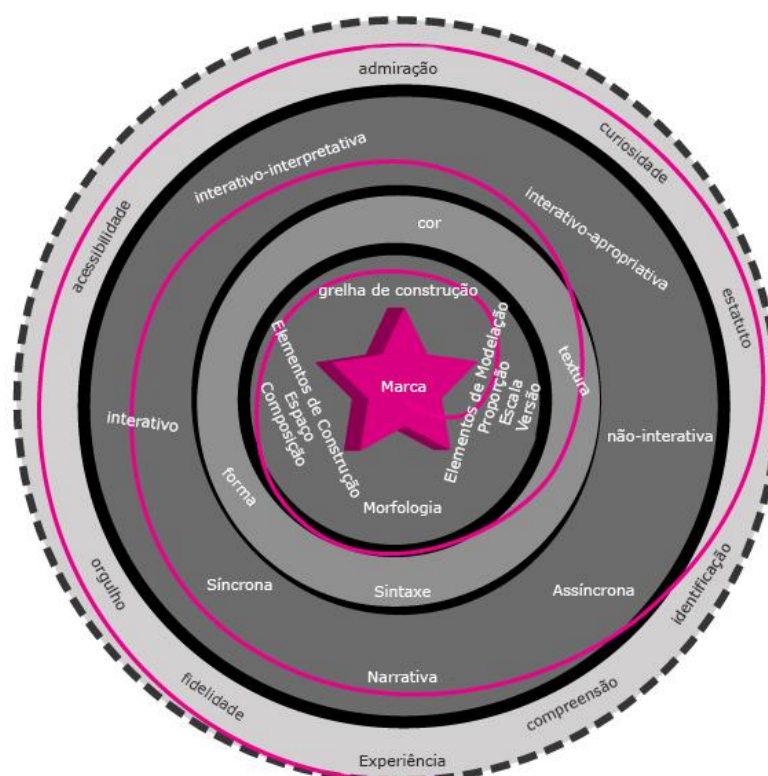 admiração
curiosidade
acessibilidade
interativo-interpretativa
interativo-apropriativa
estatuto
cor
grelha de construção
textura
Marca
Elementos de Construção
Espaço
Composição
Elementos de Modelação
Proporção
Escala
Versão
interativo
não-interativa
forma
Morfologia
Síncrona
Sintaxe
Assíncrona
identificação
orgulho
Narrativa
fidelidade
compreensão
Experiência